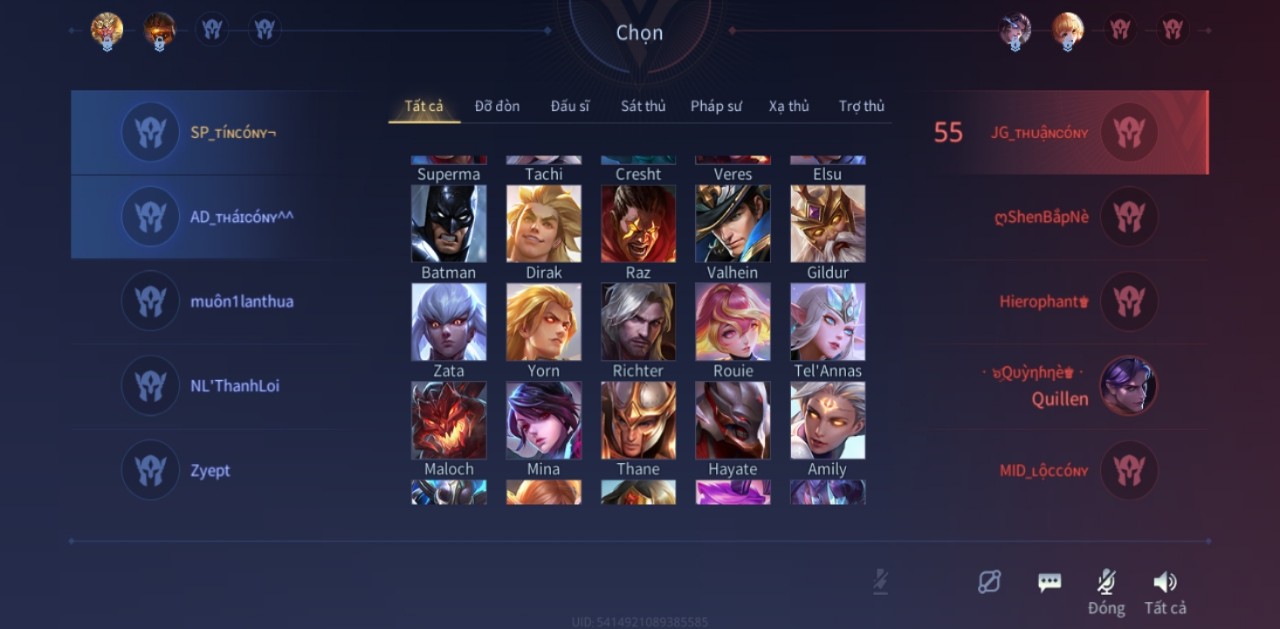 Chọn
Tất cả
Đỡ đòn
Đấu sĩ
Sát thủ
Pháp sư
Xạ thủ
Trợ thủ
SP_TÍNCÓNY¬
AD_THÁICÓNY^^
muôn1lanthua
NL'ThanhLoi
Zyept
Superma
Tachi
Cresht
Veres
Elsu
Batman
Dirak
Raz
Valhein
Gildur
Zata
Yorn
Richter
Rouie
Tel'Annas
Maloch
Mina
Thane
Hayate
Amily
55
JG_THUẬNCÓNY
ღShenBắpNè
Hierophant♛
Quillen
MID_LỘCCÓNY
Đóng
Tất cả
UID: 5414921089385585